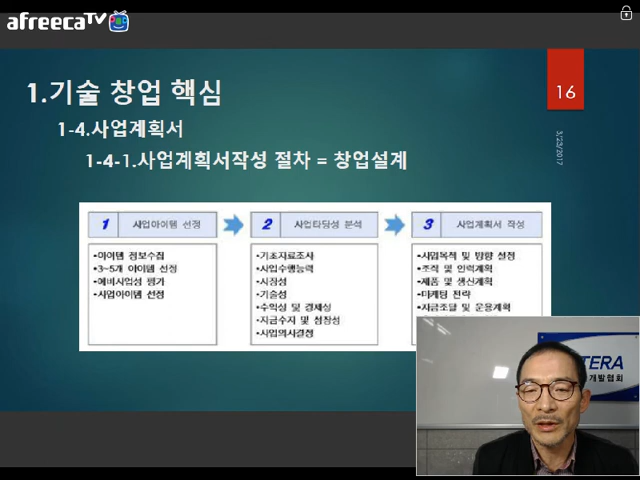 afreecaTV
1.기술 창업 핵심
16
1-4.사업계획서
3/23/2017
1-4-1.사업계획서작성 절차 = 창업설계
1 사업아이템 선정
2 사업타당성 분석
3 사업계획서 작성
•아이템 정보수집
•3~5개 아이템 선정
•예비사업성 평가
•사업아이템 선정
•기초자료조사
•사업수행능력
•시장성
•기술성
•수익성 및 경제성
•자금수지 및 성장성
•사업의사결정
•사업목적 및 방향 설정
•조직 및 인력계획
•제품 및 생산계획
•마케팅 전략
•자금조달 및 운용계획
TERA
개발협회